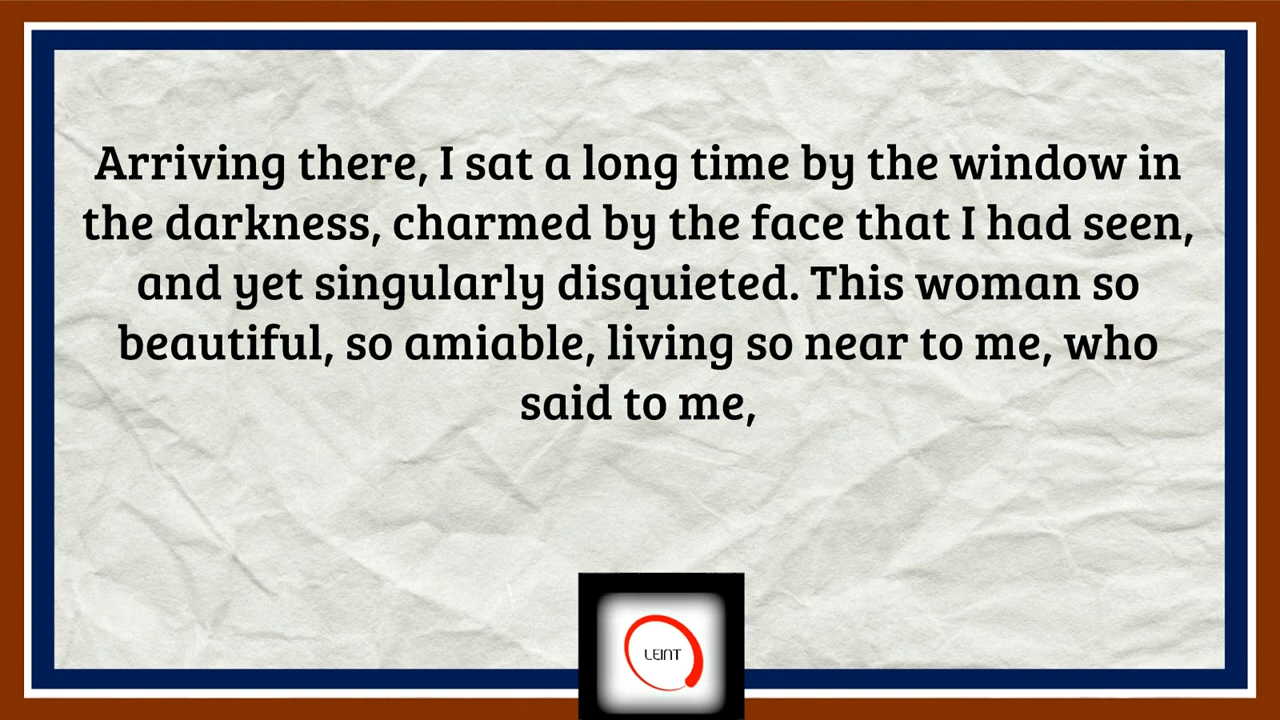 Arriving there, I sat a long time by the window in
the darkness, charmed by the face that I had seen,
and yet singularly disquieted. This woman so
beautiful, so amiable, living so near to me, who
said to me,
LEINT